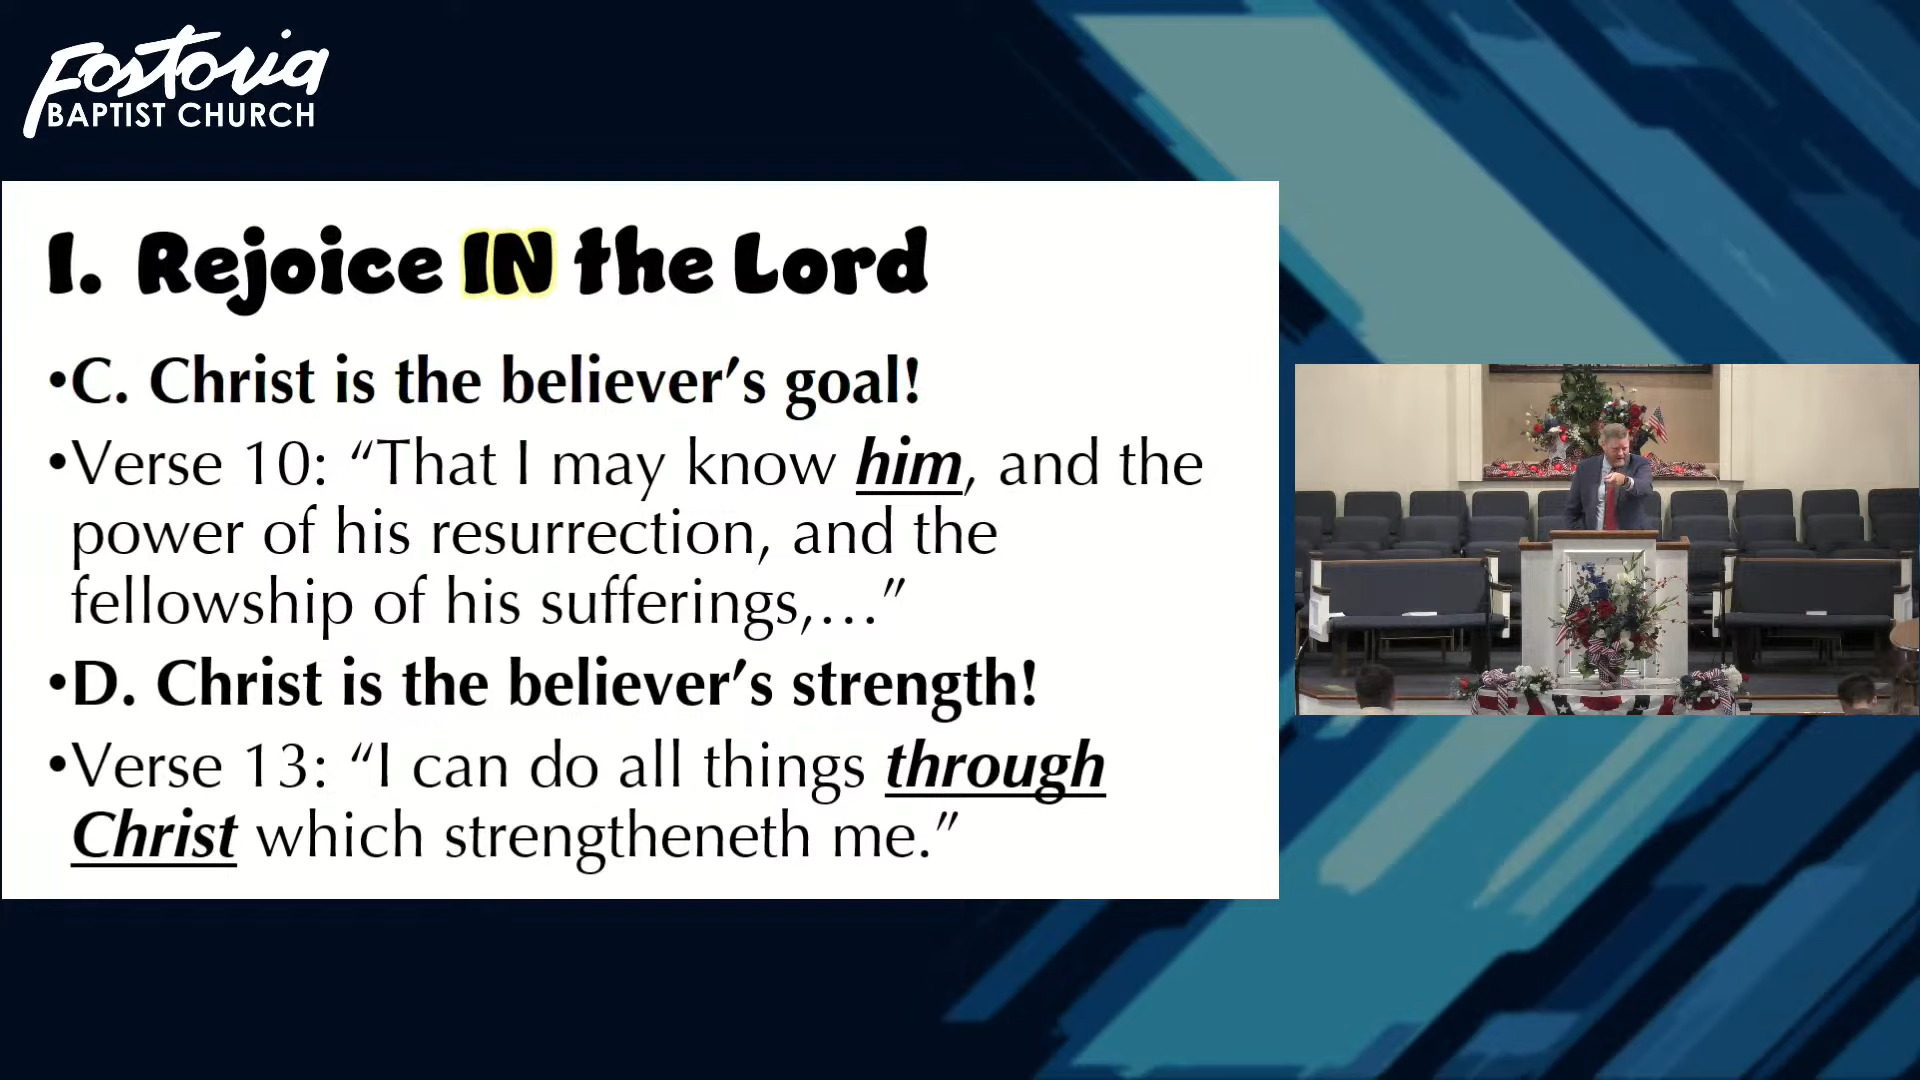 Fostoria
BAPTIST CHURCH
I. Rejoice IN the Lord
•C. Christ is the believer’s goal!
•Verse 10: “That I may know him, and the
power of his resurrection, and the
fellowship of his sufferings,…”
•D. Christ is the believer’s strength!
•Verse 13: “I can do all things through
Christ which strengtheneth me.”